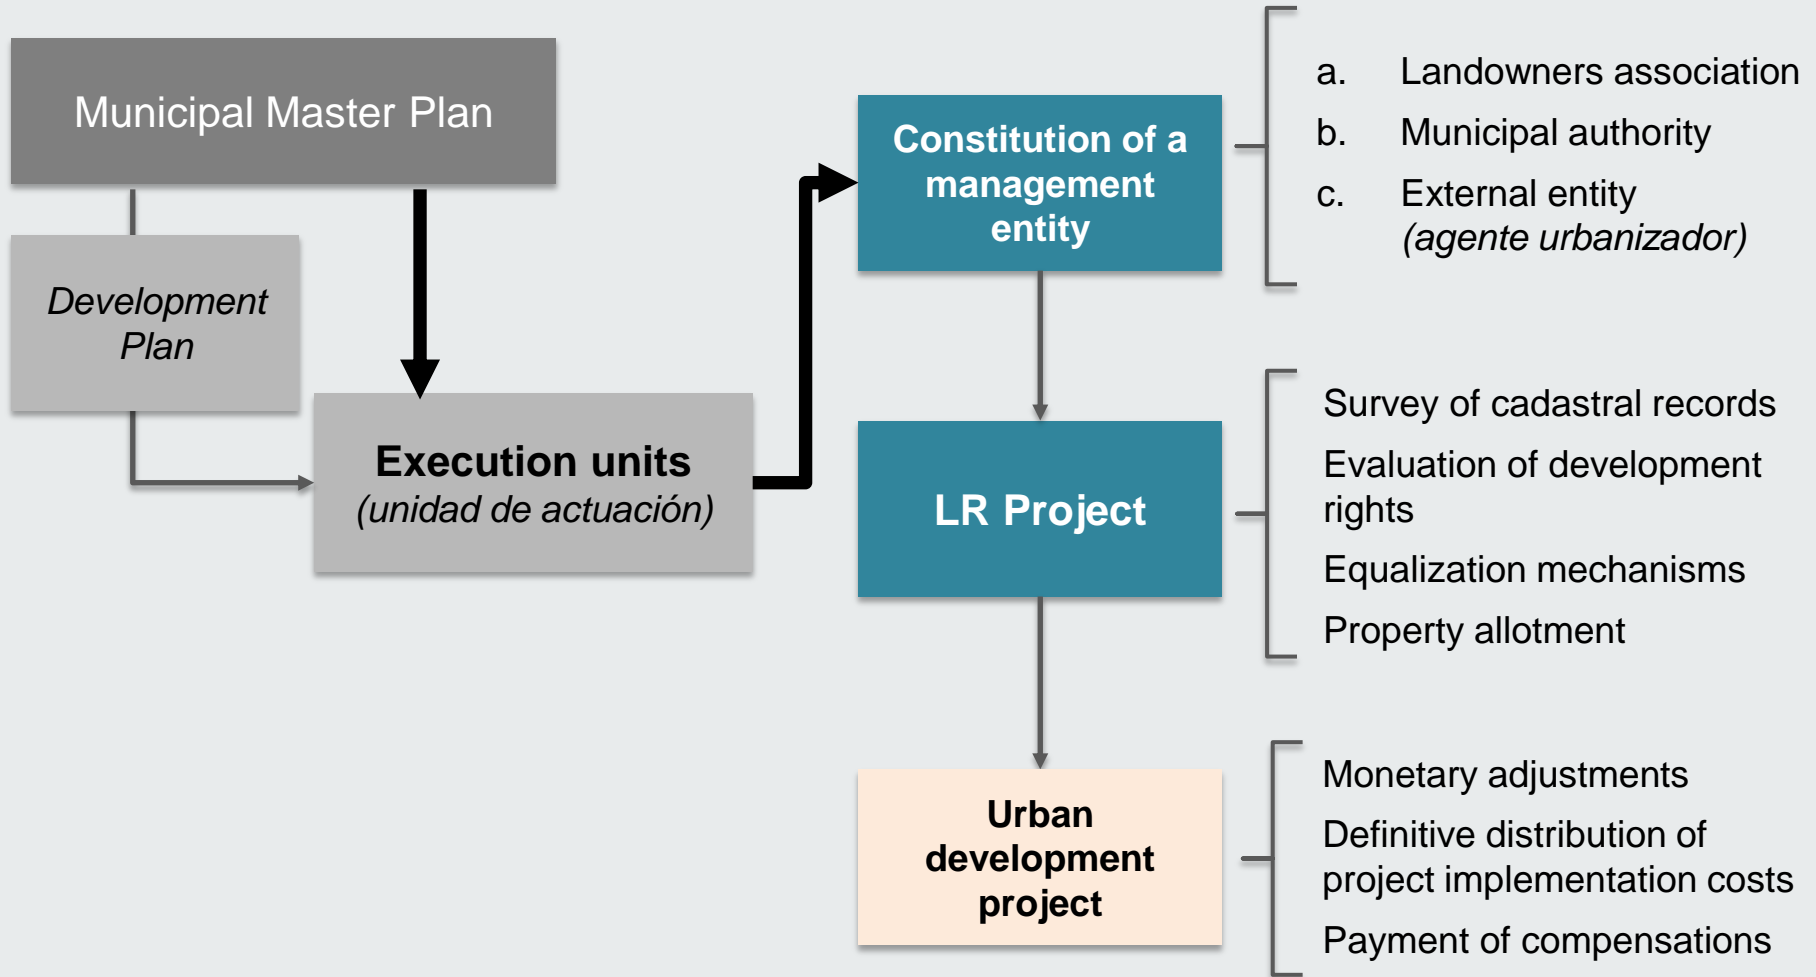 Municipal Master Plan
Development
Plan
Execution units
(unidad de actuación)
Constitution of a
management
entity
a. Landowners association
b. Municipal authority
c. External entity
(agente urbanizador)
LR Project
Survey of cadastral records
Evaluation of development
rights
Equalization mechanisms
Property allotment
Urban
development
project
Monetary adjustments
Definitive distribution of
project implementation costs
Payment of compensations